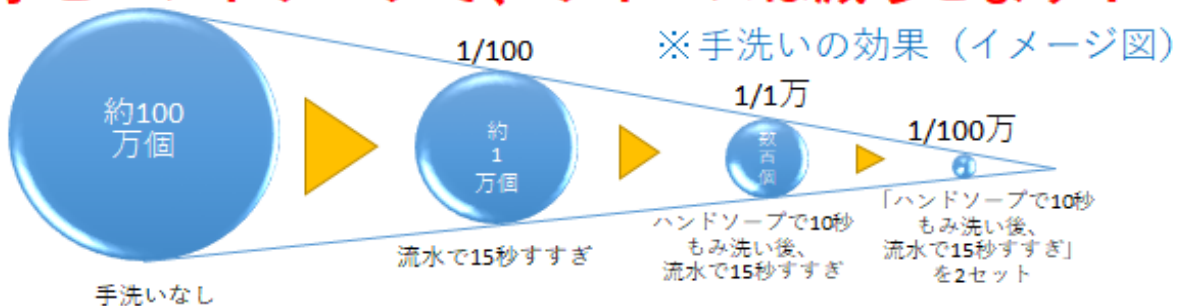 ※手洗いの効果（イメージ図）
約100
万個
手洗いなし
1/100
約
1
万個
流水で15秒すすぎ
1/1万
数
百
個
ハンドソープで10秒
もみ洗い後、
流水で15秒すすぎ
1/100万
「ハンドソープで10秒
もみ洗い後、
流水で15秒すすぎ」
を2セット